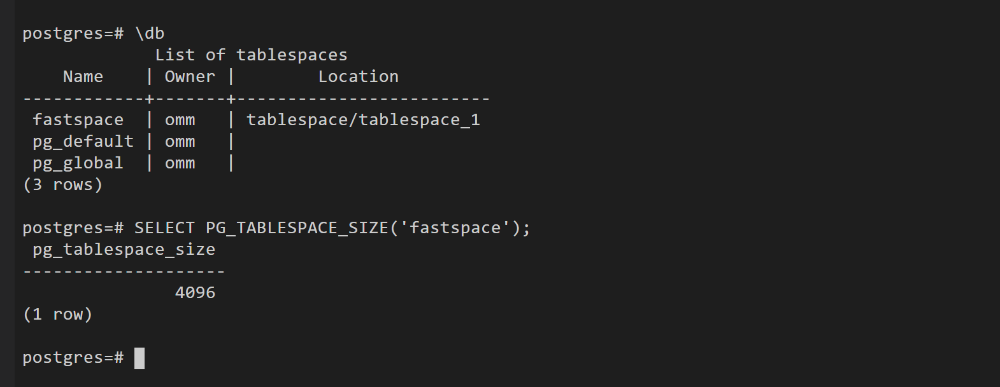 postgres=# \db
             List of tablespaces
    Name    | Owner |        Location
------------+-------+-------------------------
 fastspace  | omm   | tablespace/tablespace_1
 pg_default | omm   |
 pg_global  | omm   |
(3 rows)
postgres=# SELECT PG_TABLESPACE_SIZE('fastspace');
 pg_tablespace_size
--------------------
               4096
(1 row)
postgres=#